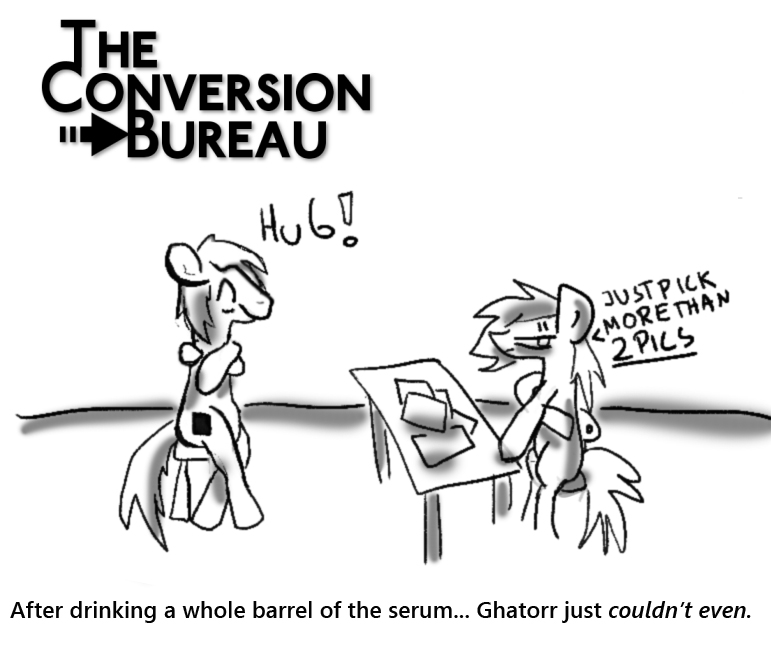 The
Conversion
Bureau
Hug!
JUST PICK
MORE THAN
2 PICS
After drinking a whole barrel of the serum... Ghatorr just couldn't even.